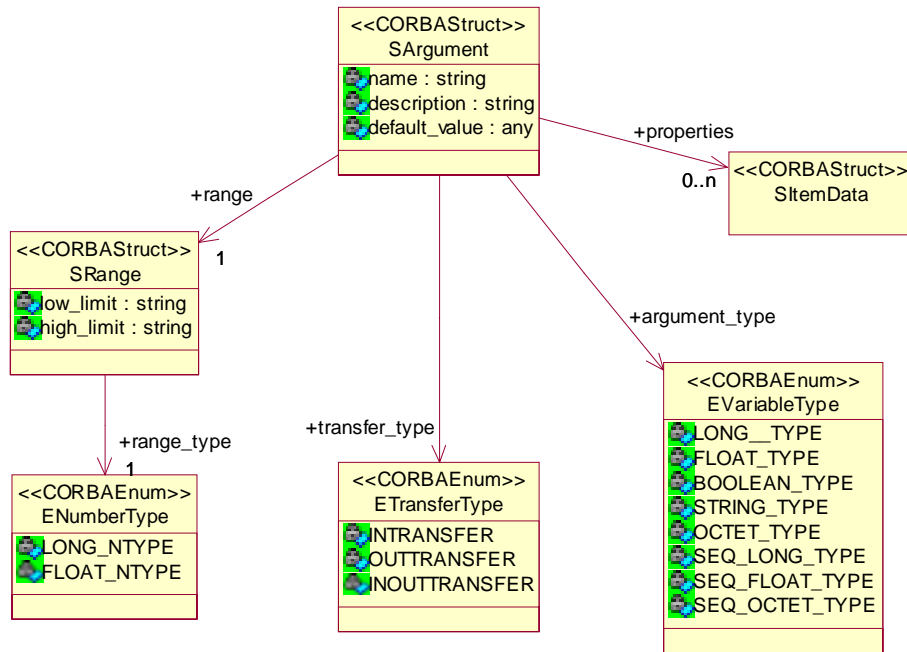 <<CORBAStruct>>
SArgument
name : string
description : string
default_value : any
+properties
0..n
<<CORBAStruct>>
SItemData
+range
1
<<CORBAStruct>>
SRange
low_limit : string
high_limit : string
+argument_type
+range_type
1
+transfer_type
<<CORBAEnum>>
ENumberType
LONG_NTYPE
FLOAT_NTYPE
<<CORBAEnum>>
ETransferType
INTRANSFER
OUTTRANSFER
INOUTTRANSFER
<<CORBAEnum>>
EVariableType
LONG__TYPE
FLOAT_TYPE
BOOLEAN_TYPE
STRING_TYPE
OCTET_TYPE
SEQ_LONG_TYPE
SEQ_FLOAT_TYPE
SEQ_OCTET_TYPE